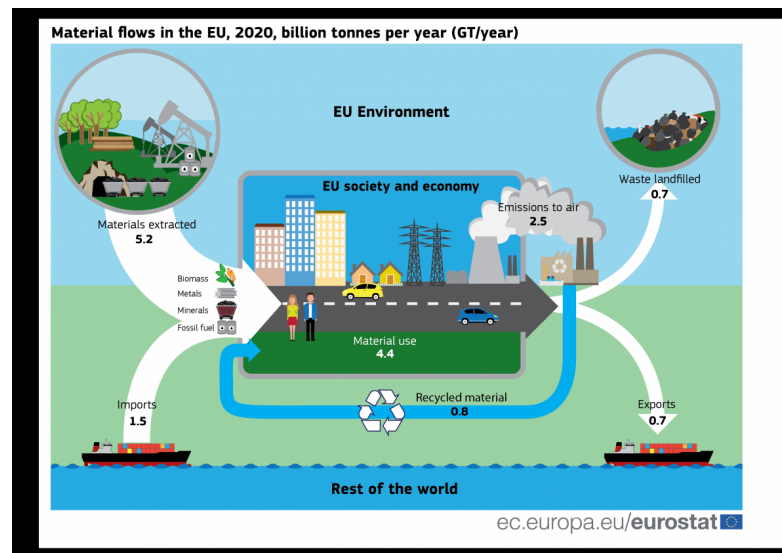 Material flows in the EU, 2020, billion tonnes per year (GT/year)
EU Environment
EU society and economy
Waste landfilled
0.7
Emissions to air
2.5
Materials extracted
5.2
Biomass
Metals
Minerals
Fossil fuel
Material use
4.4
Imports
1.5
Recycled material
0.8
Exports
0.7
Rest of the world
ec.europa.eu/eurostat